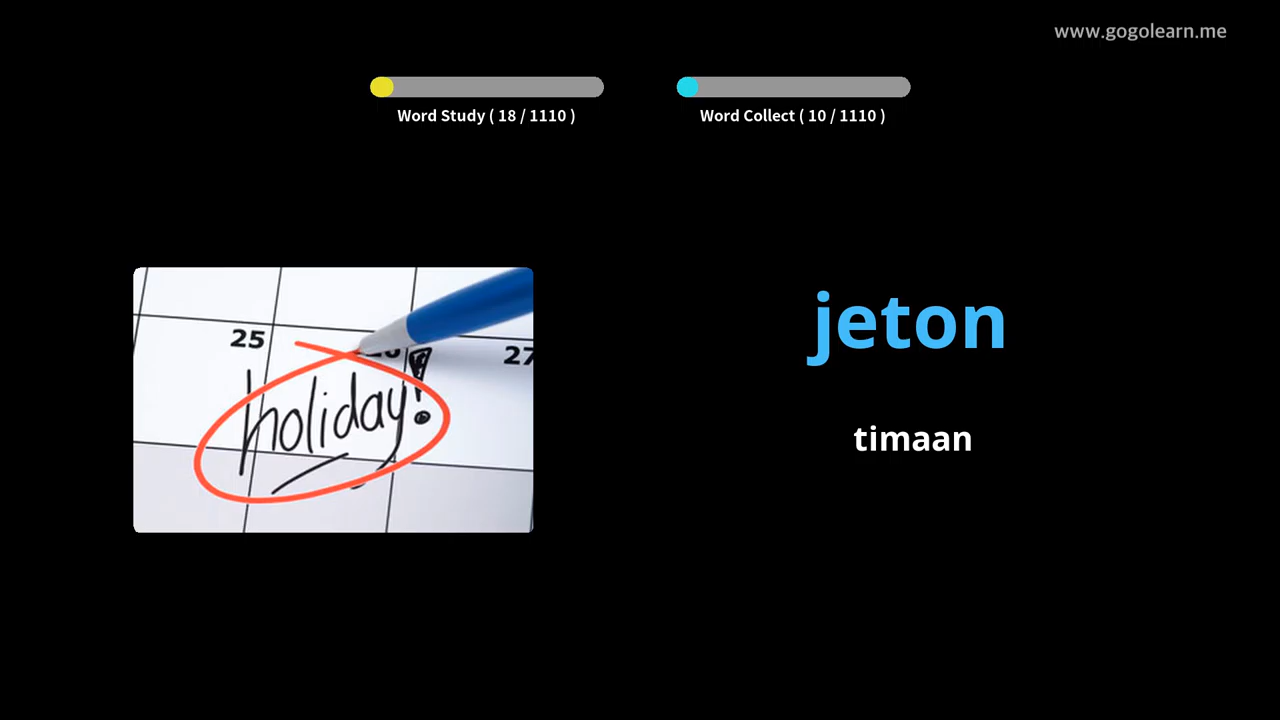 www.gogolearn.me
Word Study ( 18 / 1110 )
Word Collect ( 10 / 1110 )
25
27
holiday!
jeton
timaan